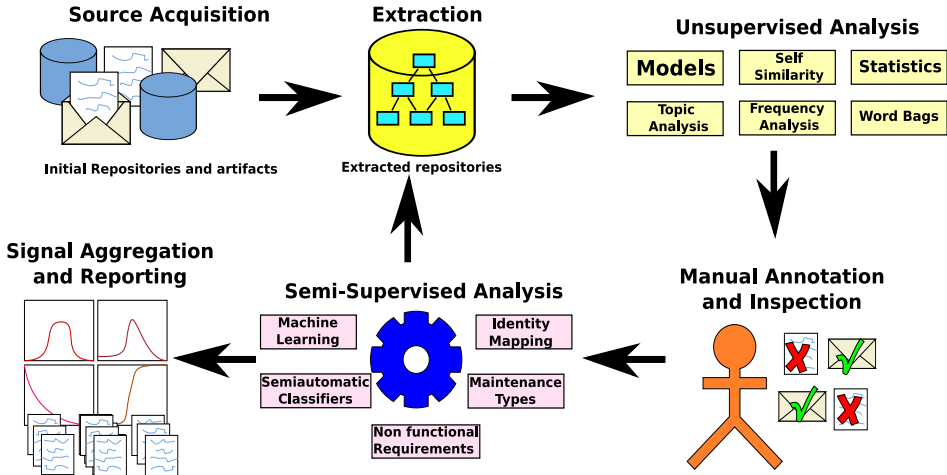 Source Acquisition
Initial Repositories and artifacts
Extraction
Extracted repositories
Unsupervised Analysis
Models
Self
Similarity
Statistics
Topic
Analysis
Frequency
Analysis
Word Bags
Manual Annotation
and Inspection
Semi-Supervised Analysis
Machine
Learning
Identity
Mapping
Semiautomatic
Classifiers
Maintenance
Types
Non functional
Requirements
Signal Aggregation
and Reporting